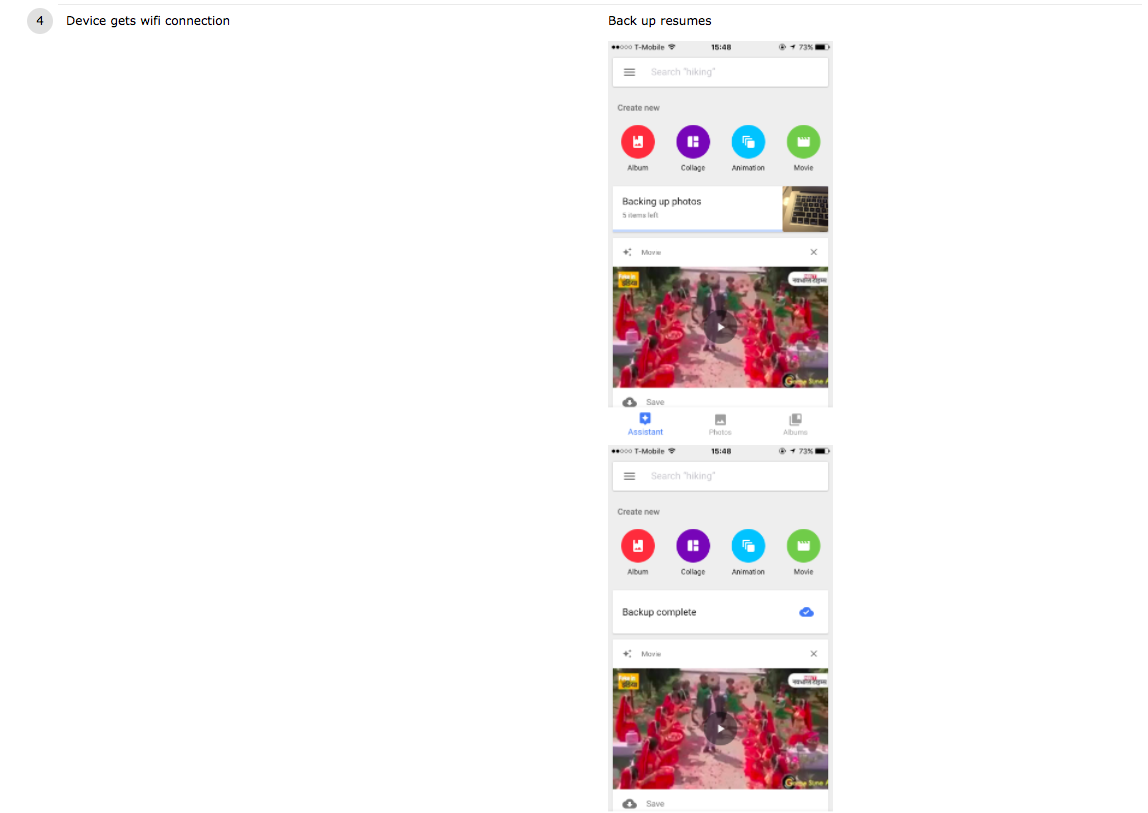 4 Device gets wifi connection
Back up resumes
T-Mobile 15:48 73%
Search "hiking"
Create new
Album Collage Animation Movie
Backing up photos
5 items left
Movie
Save
Assistant Photos Albums
T-Mobile 15:48 73%
Search "hiking"
Create new
Album Collage Animation Movie
Backup complete
Movie
Save